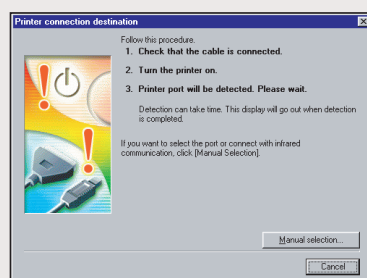 Printer connection destination
Follow this procedure.
1. Check that the cable is connected.
2. Turn the printer on.
3. Printer port will be detected. Please wait.
Detection can take time. This display will go out when detection
is completed.
If you want to select the port or connect with infrared
communication, click [Manual Selection].
Manual selection...
Cancel